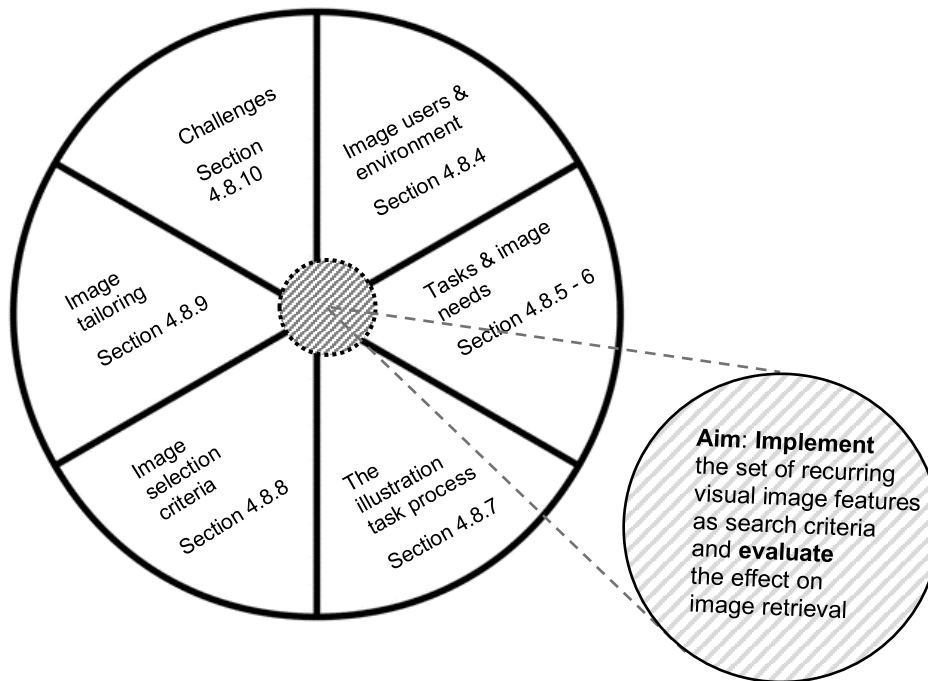 Challenges
Section
4.8.10
Image users &
environment
Section 4.8.4
Tasks & image
needs
Section 4.8.5 - 6
The
illustration
task process
Section 4.8.7
Image
selection
criteria
Section 4.8.8
Image
tailoring
Section 4.8.9
Aim: Implement
the set of recurring
visual image features
as search criteria
and evaluate
the effect on
image retrieval